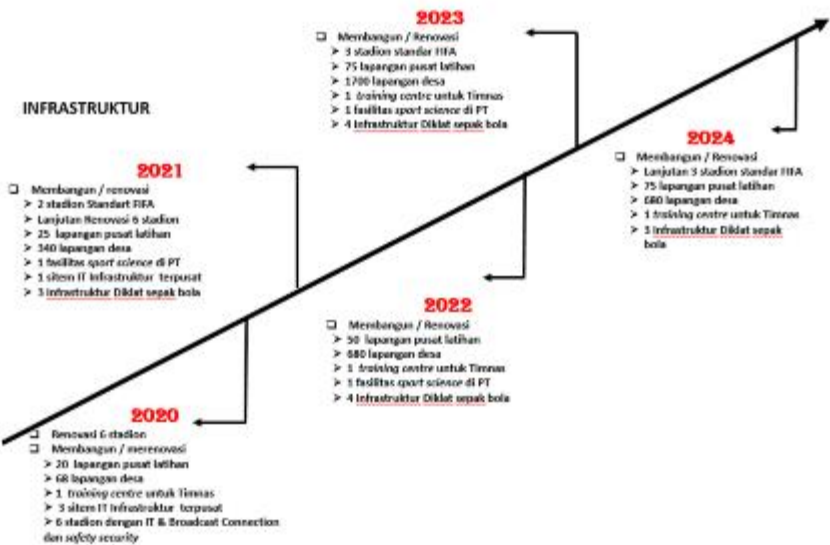 INFRASTRUKTUR
2020
Renovasi 6 stadion
Membangun / merenovasi
20 lapangan pusat latihan
68 lapangan desa
1 training centre untuk Timnas
3 sitem IT Infrastruktur terpusat
6 stadion dengan IT & Broadcast Connection
dan safety security
2021
Membangun / renovasi
2 stadion Standart FIFA
Lanjutan Renovasi 6 stadion
25 lapangan pusat latihan
340 lapangan desa
1 fasilitas sport science di PT
1 sitem IT Infrastruktur terpusat
3 Infrastruktur Diklat sepak bola
2022
Membangun / Renovasi
50 lapangan pusat latihan
680 lapangan desa
1 training centre untuk Timnas
1 fasilitas sport science di PT
4 Infrastruktur Diklat sepak bola
2023
Membangun / Renovasi
3 stadion standar FIFA
75 lapangan pusat latihan
1700 lapangan desa
1 training centre untuk Timnas
1 fasilitas sport science di PT
4 Infrastruktur Diklat sepak bola
2024
Membangun / Renovasi
Lanjutan 3 stadion standar FIFA
75 lapangan pusat latihan
680 lapangan desa
1 training centre untuk Timnas
3 Infrastruktur Diklat sepak
bola